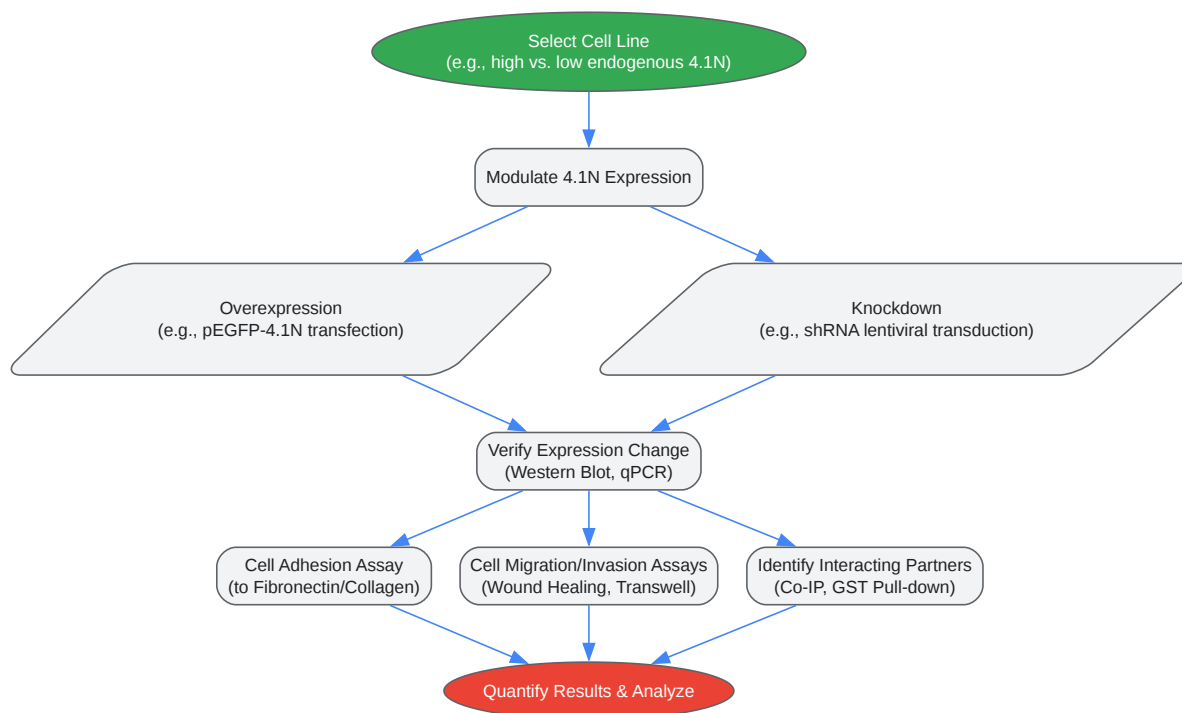 Select Cell Line
(e.g., high vs. low endogenous 4.1N)
Modulate 4.1N Expression
Overexpression
(e.g., pEGFP-4.1N transfection)
Knockdown
(e.g., shRNA lentiviral transduction)
Verify Expression Change
(Western Blot, qPCR)
Cell Adhesion Assay
(to Fibronectin/Collagen)
Cell Migration/Invasion Assays
(Wound Healing, Transwell)
Identify Interacting Partners
(Co-IP, GST Pull-down)
Quantify Results & Analyze